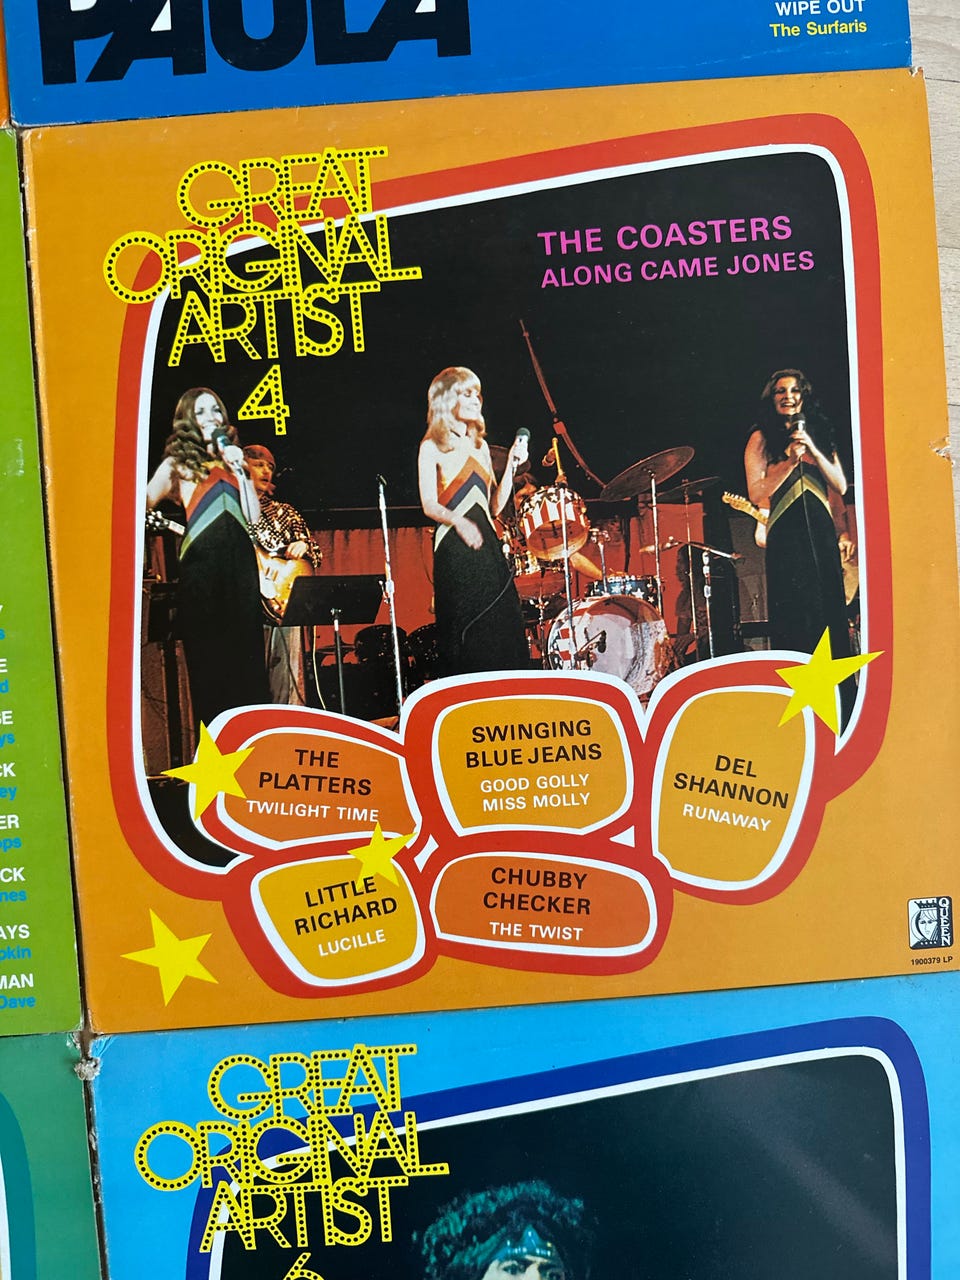 PAULA
WIPE OUT
The Surfaris
GREAT
ORIGINAL
ARTIST
4
THE COASTERS
ALONG CAME JONES
THE
PLATTERS
TWILIGHT TIME
SWINGING
BLUE JEANS
GOOD GOLLY
MISS MOLLY
DEL
SHANNON
RUNAWAY
LITTLE
RICHARD
LUCILLE
CHUBBY
CHECKER
THE TWIST
QUEEN
1900379 LP
Dave
GREAT
ORIGINAL
ARTIST
6